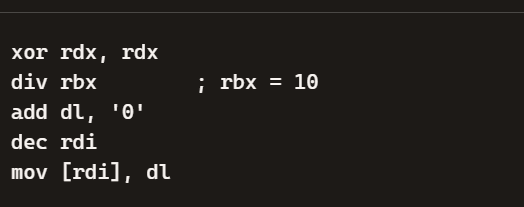 xor rdx, rdx
div rbx        ; rbx = 10
add dl, '0'
dec rdi
mov [rdi], dl